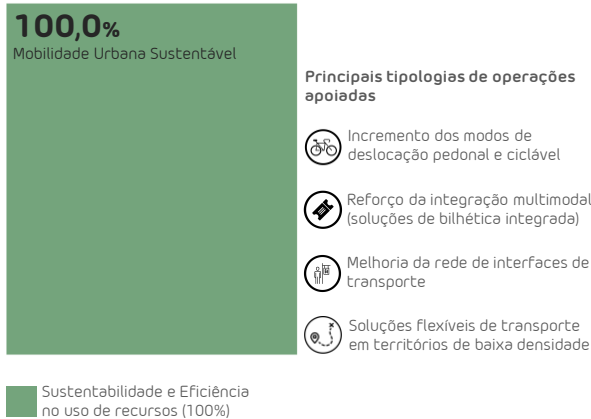 100,0%
Mobilidade Urbana Sustentável
Principais tipologias de operações
apoiadas
Incremento dos modos de
deslocação pedonal e ciclável
Reforço da integração multimodal
(soluções de bilhética integrada)
Melhoria da rede de interfaces de
transporte
Soluções flexíveis de transporte
em territórios de baixa densidade
Sustentabilidade e Eficiência
no uso de recursos (100%)